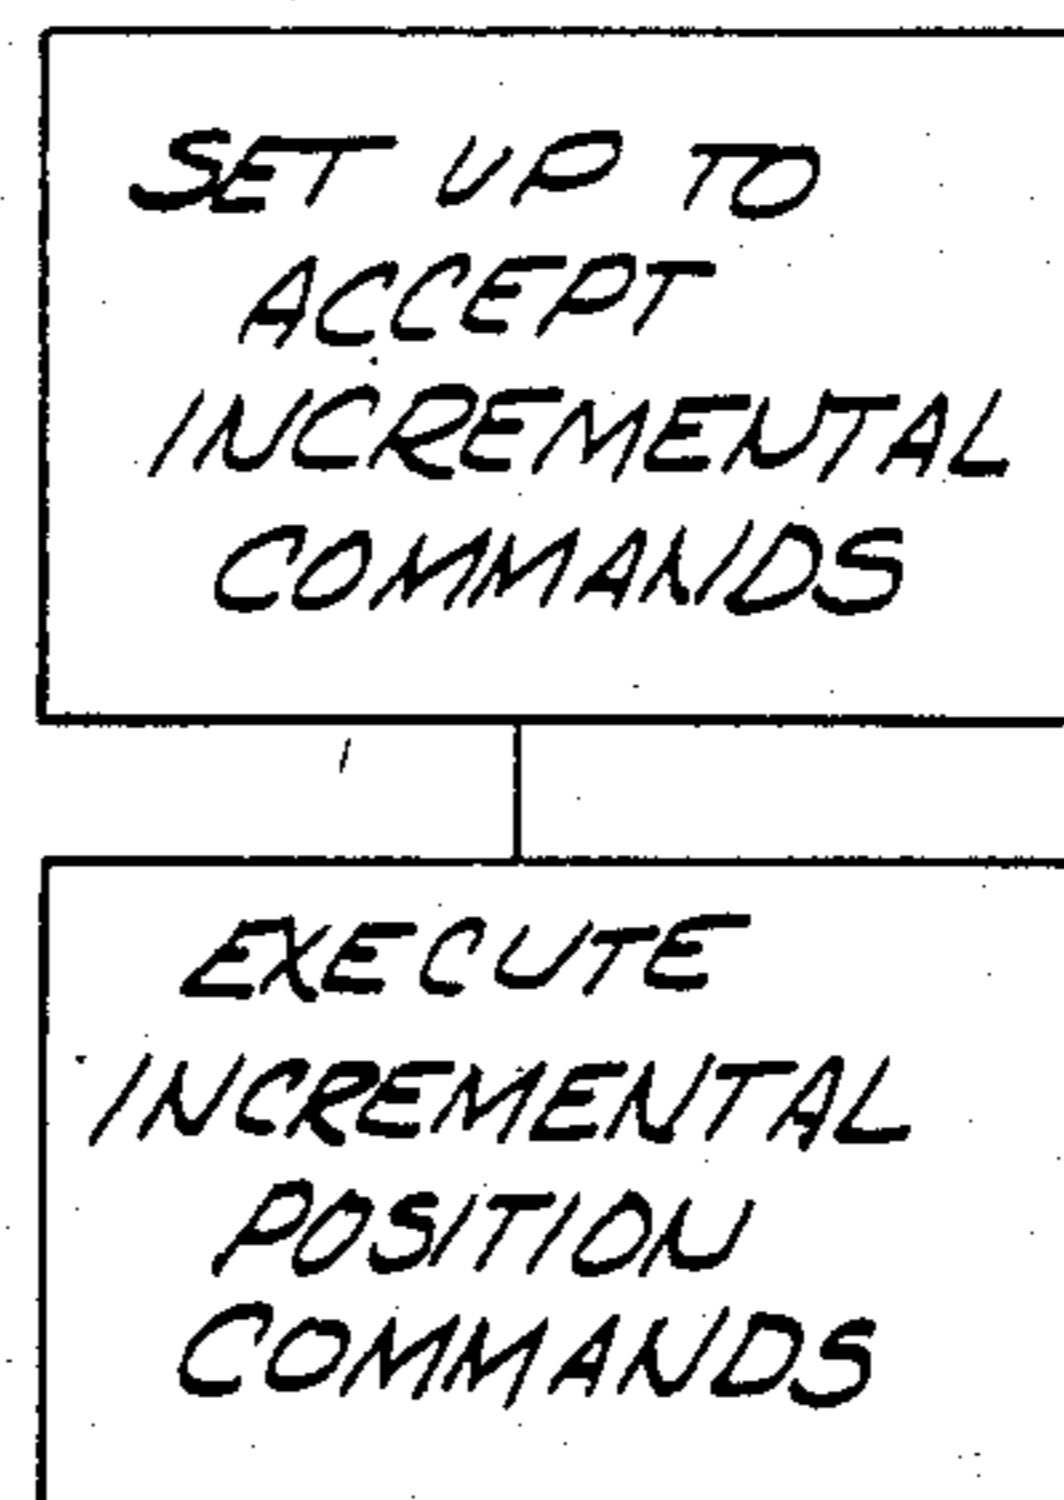 SET UP TO
ACCEPT
INCREMENTAL
COMMANDS
EXECUTE
INCREMENTAL
POSITION
COMMANDS